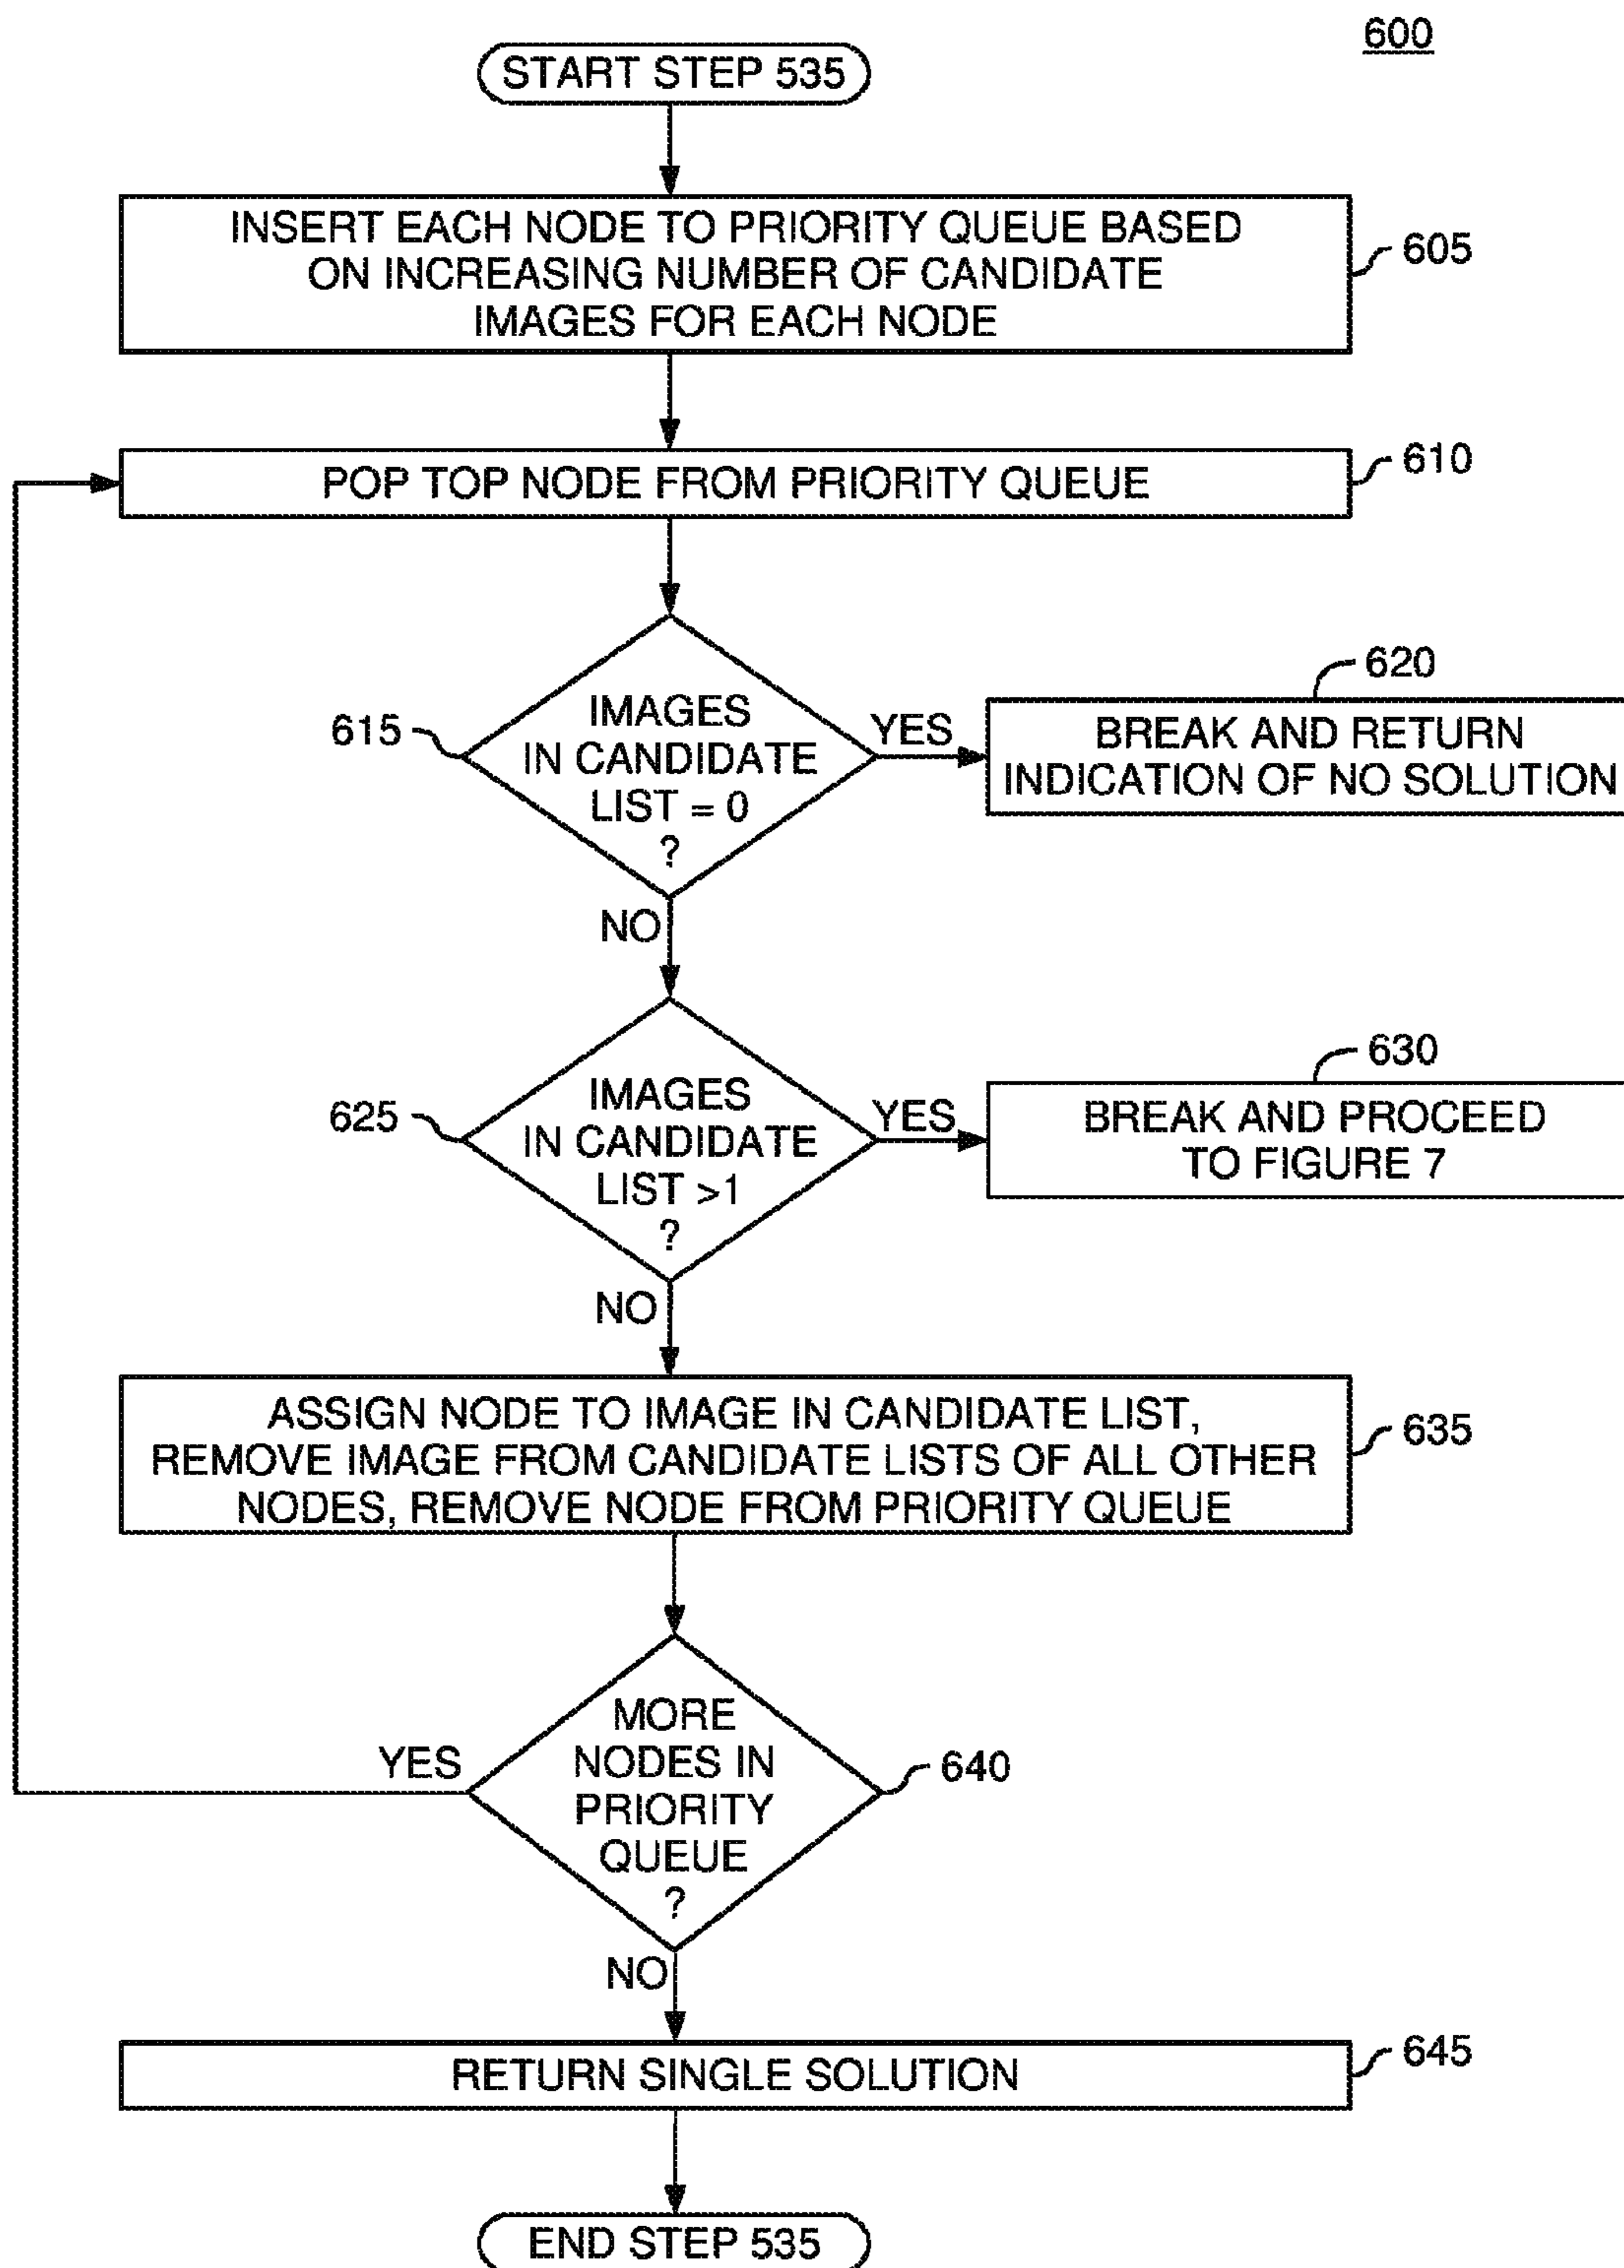 600
START STEP 535
INSERT EACH NODE TO PRIORITY QUEUE BASED
ON INCREASING NUMBER OF CANDIDATE
IMAGES FOR EACH NODE
605
POP TOP NODE FROM PRIORITY QUEUE
610
615
IMAGES
IN CANDIDATE
LIST = 0
?
YES
620
BREAK AND RETURN
INDICATION OF NO SOLUTION
NO
625
IMAGES
IN CANDIDATE
LIST >1
?
YES
630
BREAK AND PROCEED
TO FIGURE 7
NO
ASSIGN NODE TO IMAGE IN CANDIDATE LIST,
REMOVE IMAGE FROM CANDIDATE LISTS OF ALL OTHER
NODES, REMOVE NODE FROM PRIORITY QUEUE
635
YES
MORE
NODES IN
PRIORITY
QUEUE
?
640
NO
RETURN SINGLE SOLUTION
645
END STEP 535